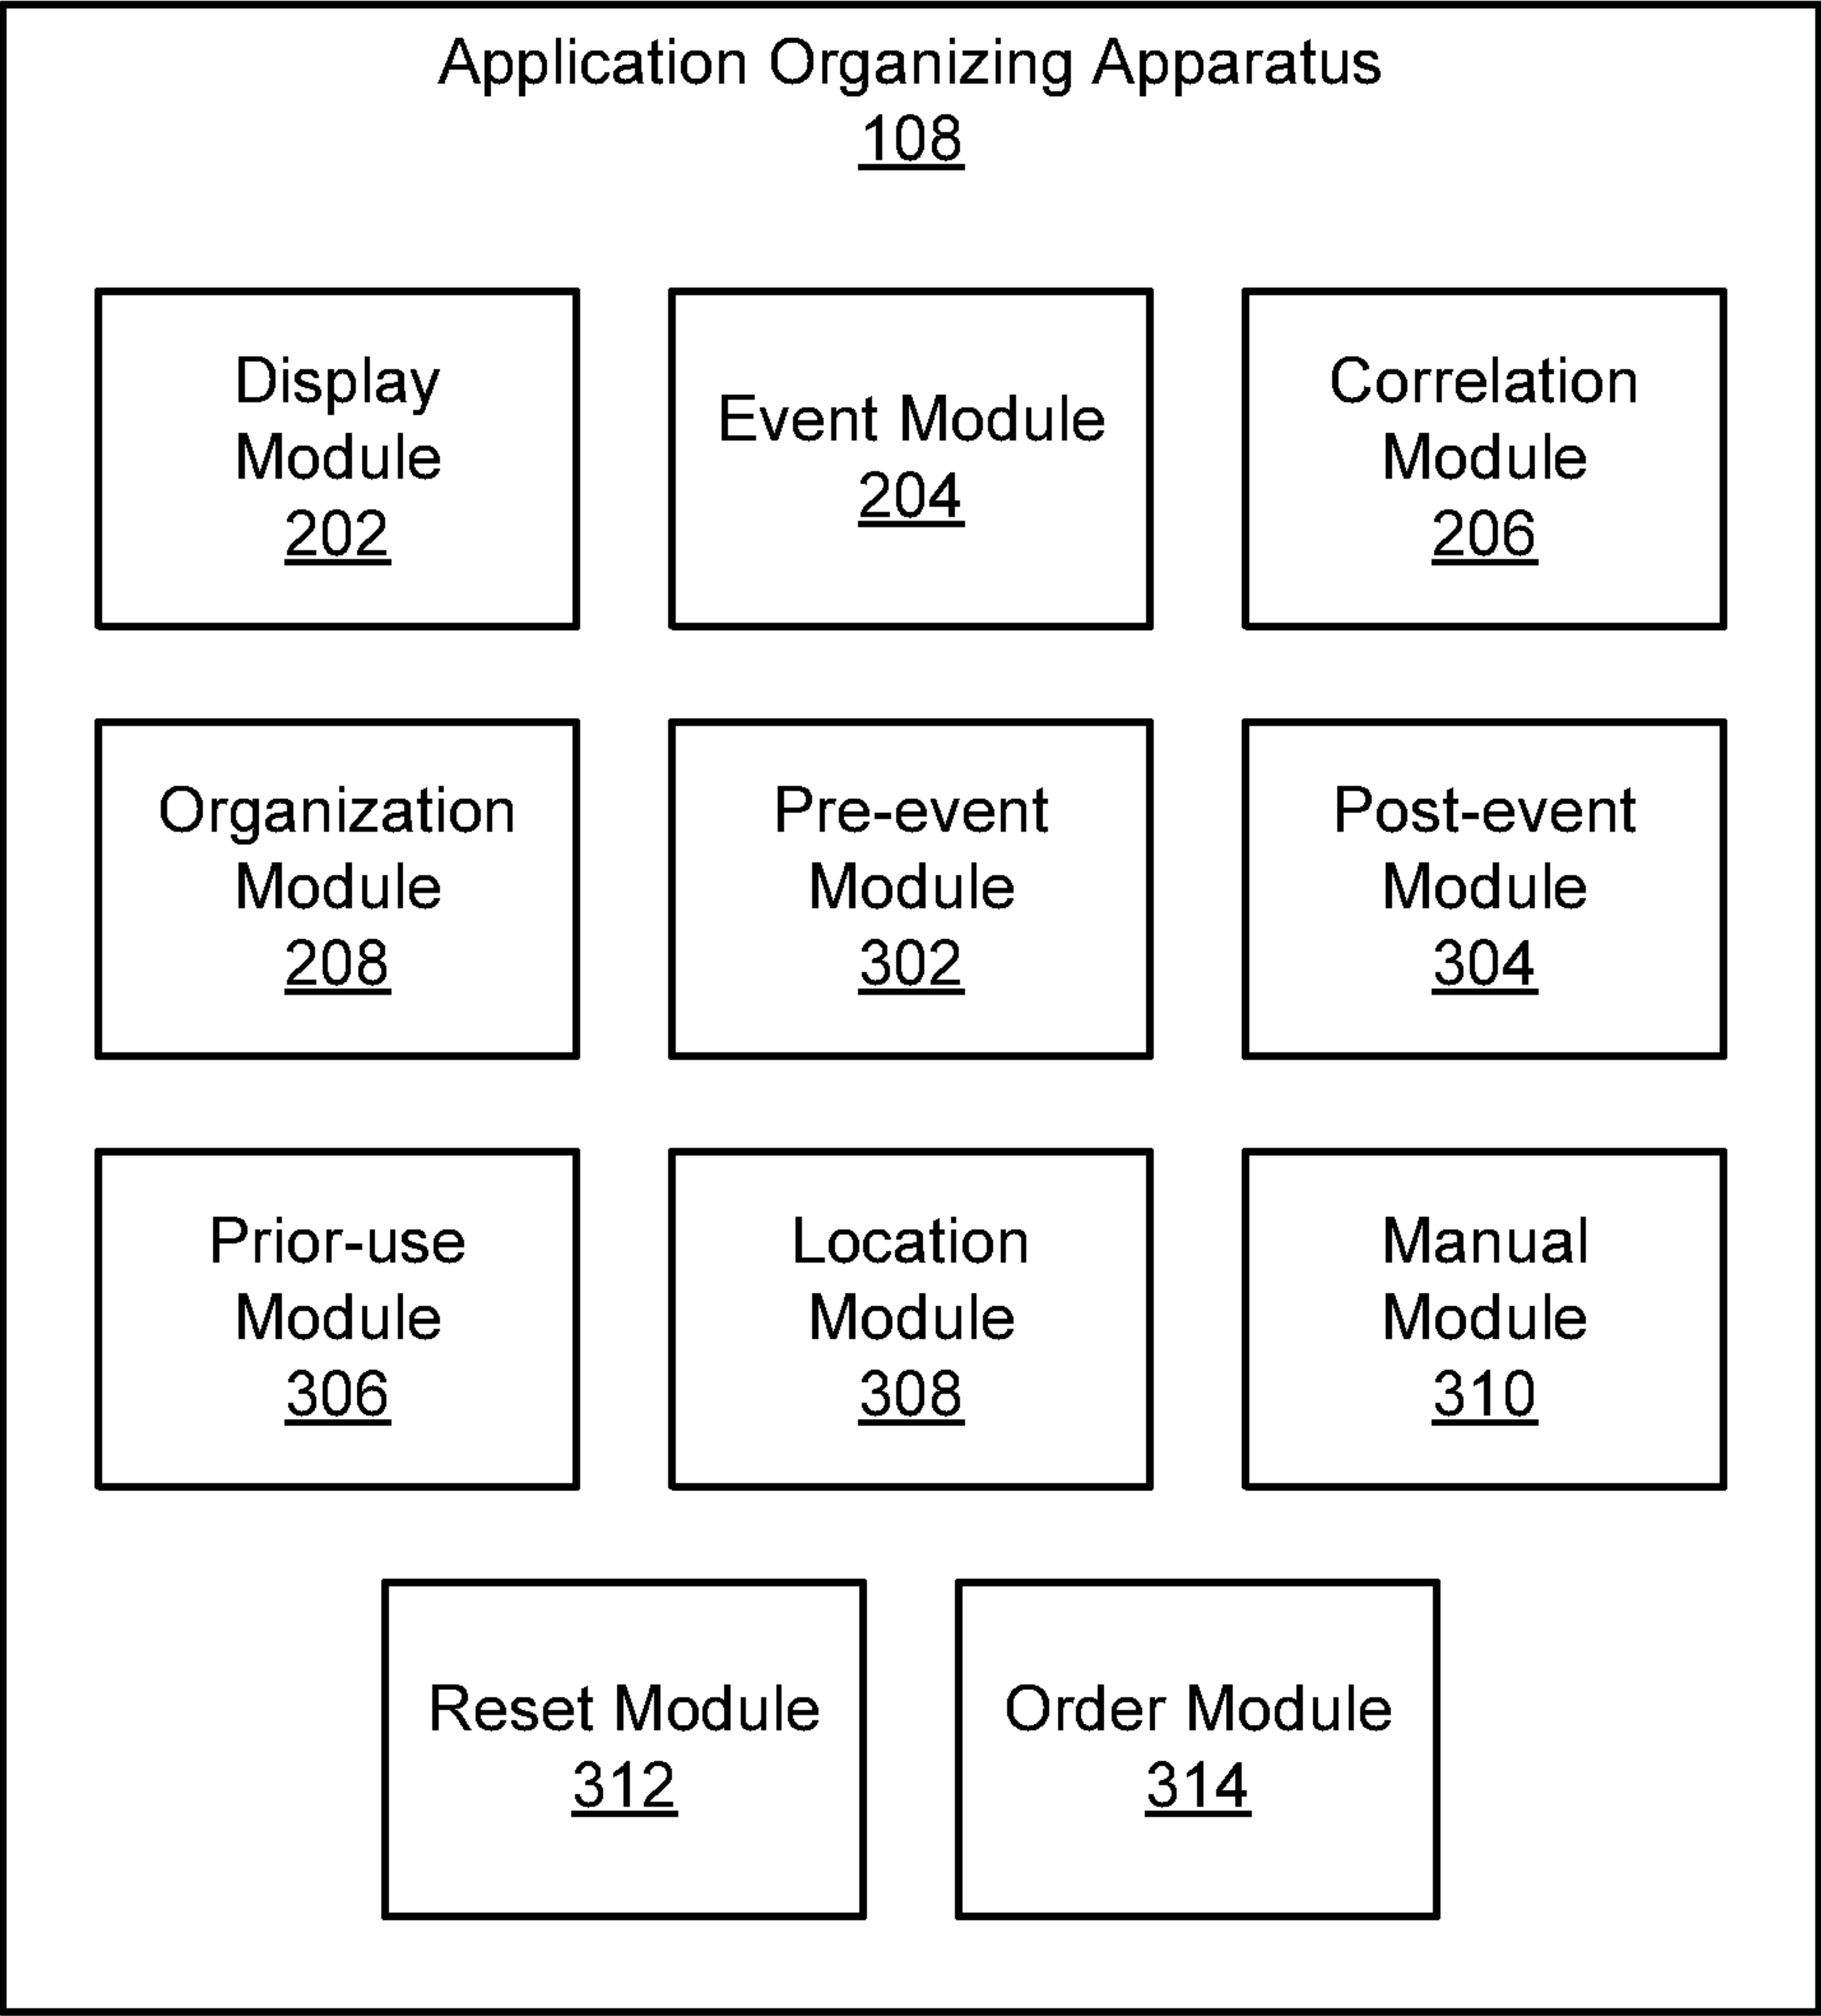 Application Organizing Apparatus
108
Display
Module
202
Event Module
204
Correlation
Module
206
Organization
Module
208
Pre-event
Module
302
Post-event
Module
304
Prior-use
Module
306
Location
Module
308
Manual
Module
310
Reset Module
312
Order Module
314